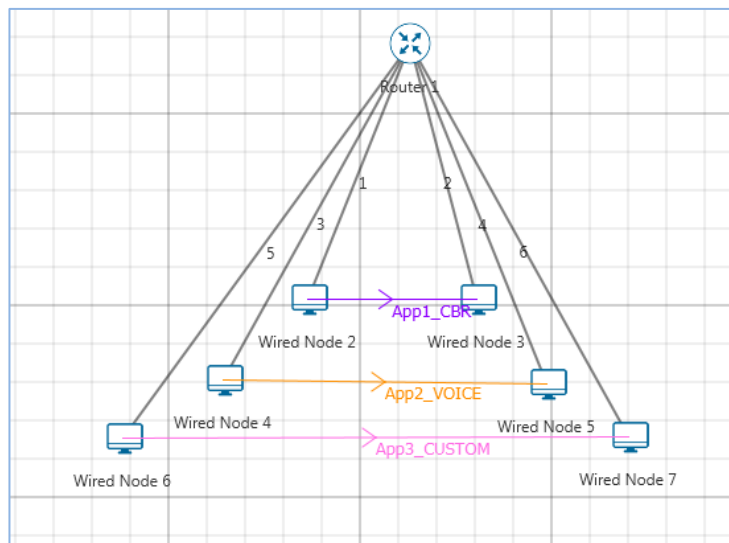 Router 1
1
2
3
4
5
6
App1_CBR
Wired Node 2
Wired Node 3
App2_VOICE
Wired Node 4
Wired Node 5
App3_CUSTOM
Wired Node 6
Wired Node 7